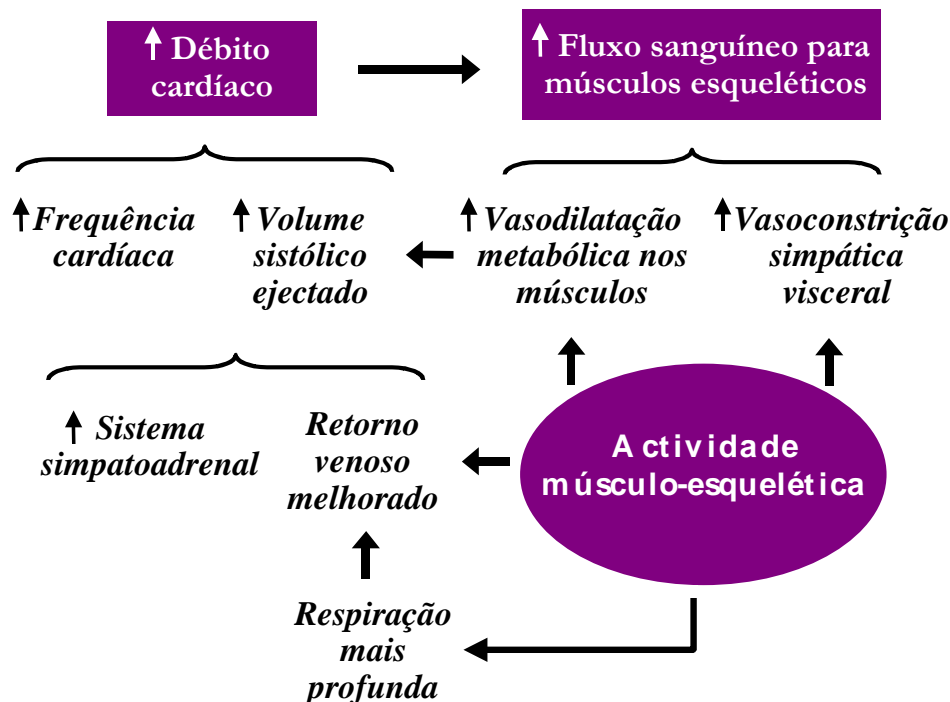 ↑ Débito
cardíaco
↑ Fluxo sanguíneo para
músculos esqueléticos
↑ Frequência
cardíaca
↑ Volume
sistólico
ejectado
↑ Vasodilatação
metabólica nos
músculos
↑ Vasoconstrição
simpática
visceral
↑ Sistema
simpatoadrenal
Retorno
venoso
melhorado
Actividade
músculo-esquelética
Respiração
mais
profunda